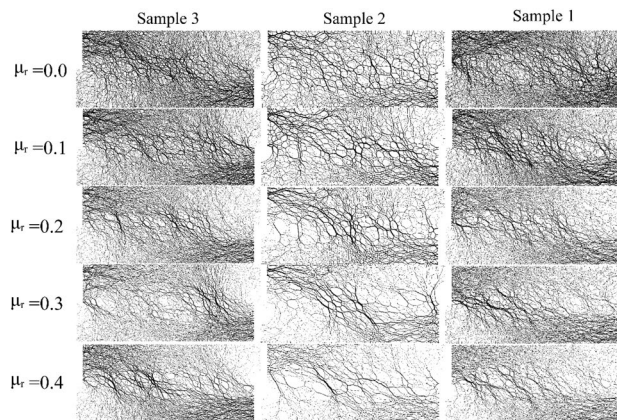 Sample 3 Sample 2 Sample 1
μr =0.0
μr =0.1
μr =0.2
μr =0.3
μr =0.4